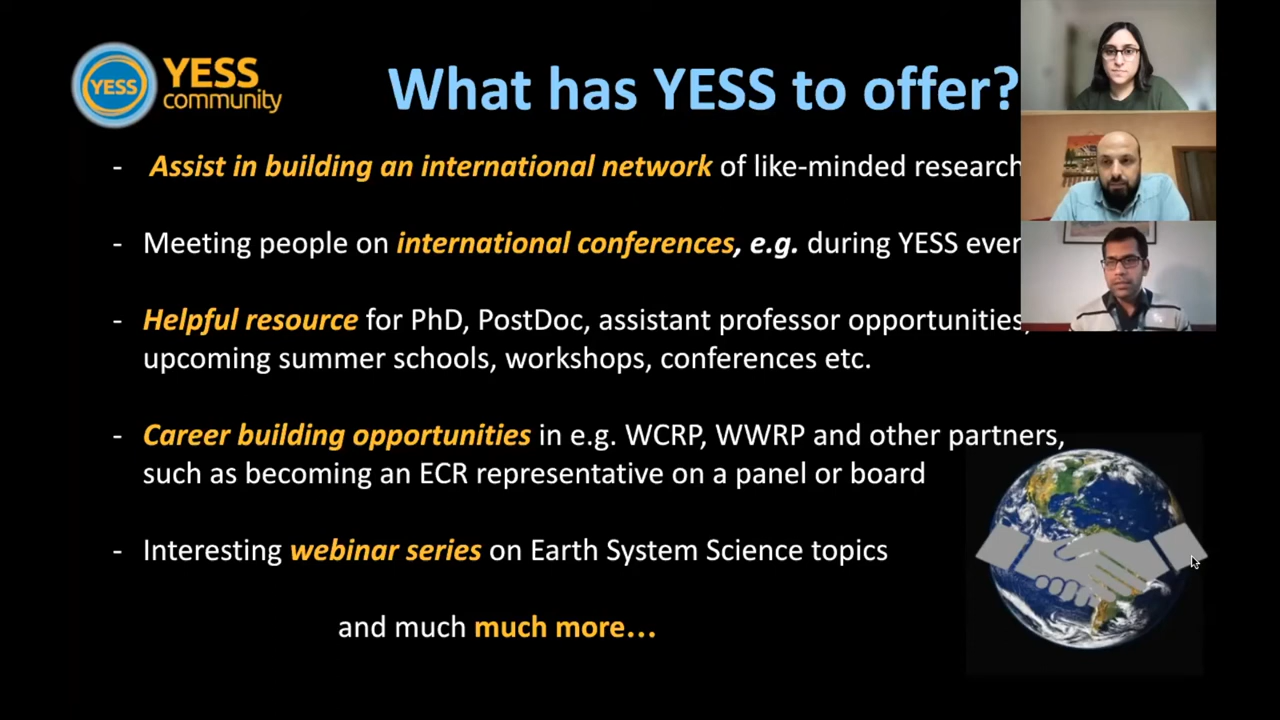 YESS
YESS
community
What has YESS to offer?
- Assist in building an international network of like-minded research
- Meeting people on international conferences, e.g. during YESS even
- Helpful resource for PhD, PostDoc, assistant professor opportunities,
upcoming summer schools, workshops, conferences etc.
- Career building opportunities in e.g. WCRP, WWRP and other partners,
such as becoming an ECR representative on a panel or board
- Interesting webinar series on Earth System Science topics
and much much more...